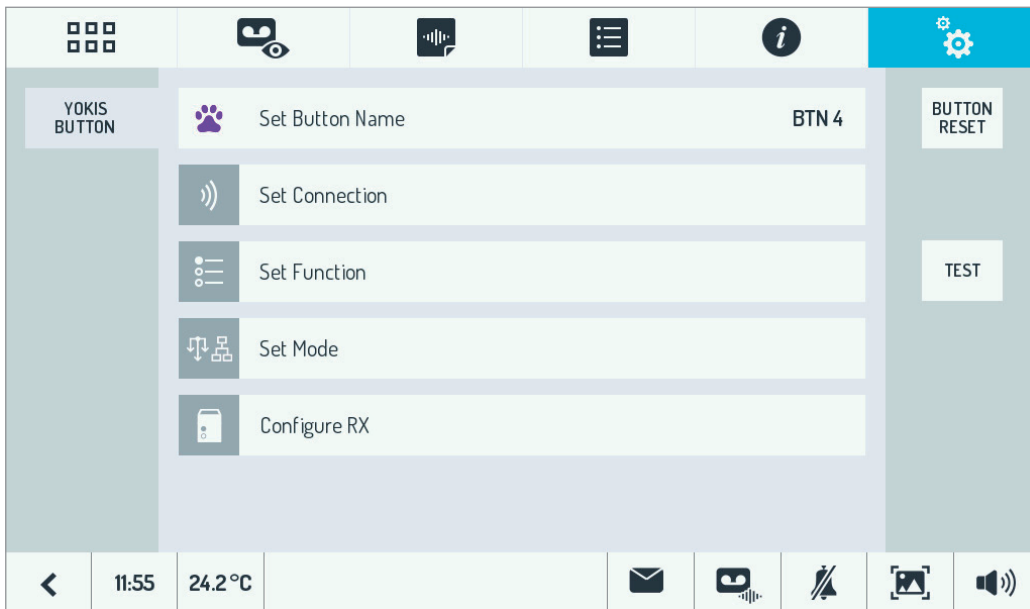 YOKIS
BUTTON
Set Button Name
BTN 4
BUTTON
RESET
Set Connection
Set Function
TEST
Set Mode
Configure RX
11:55
24.2 °C